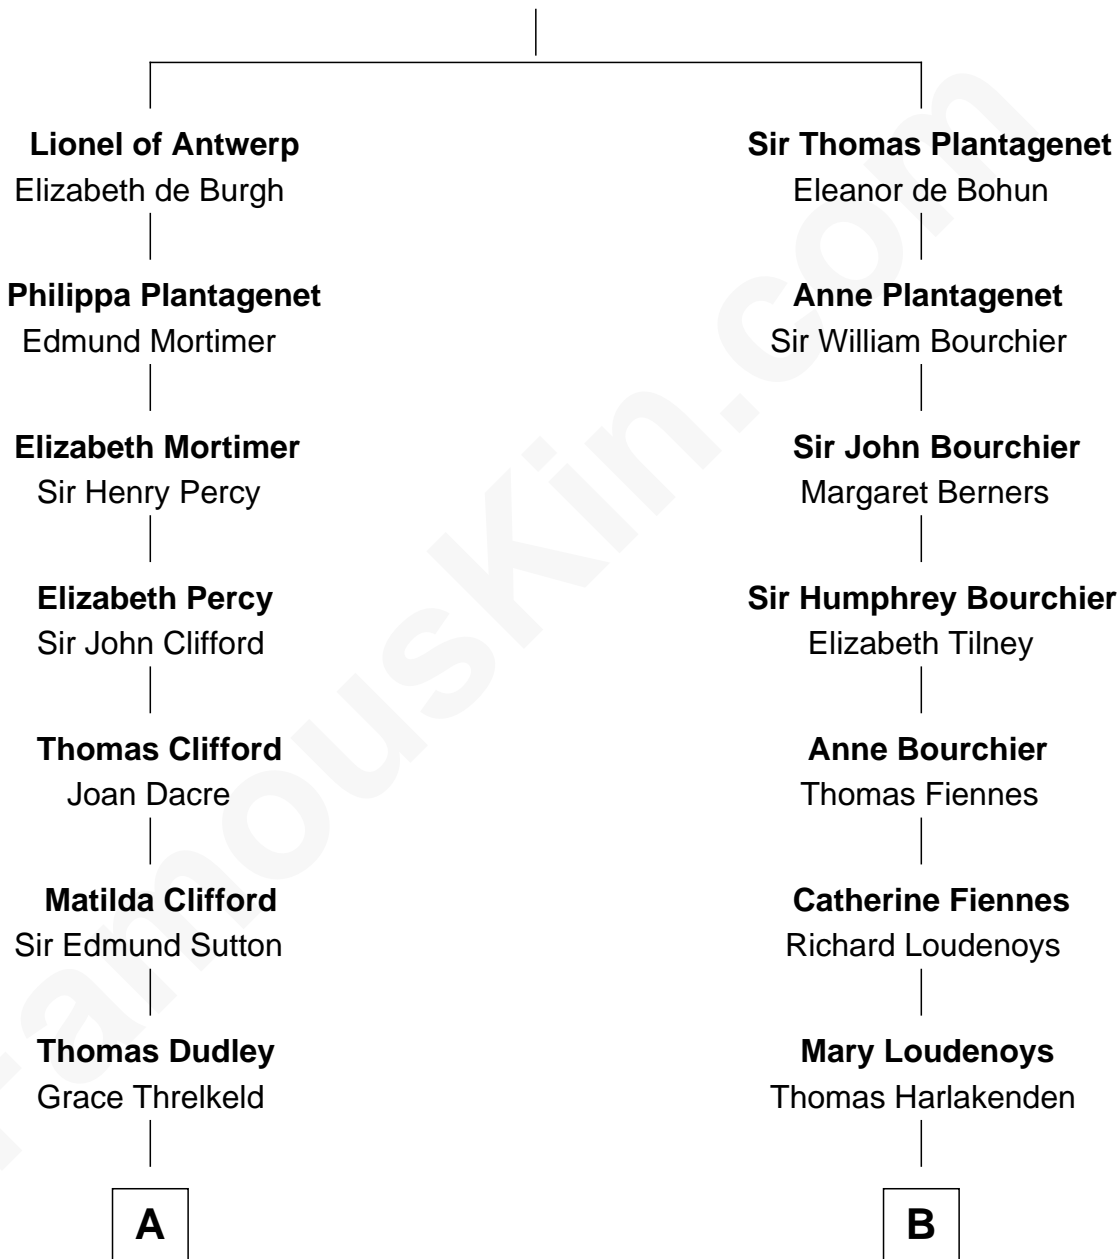 Lionel of Antwerp
Elizabeth de Burgh
Philippa Plantagenet
Edmund Mortimer
Elizabeth Mortimer
Sir Henry Percy
Elizabeth Percy
Sir John Clifford
Thomas Clifford
Joan Dacre
Matilda Clifford
Sir Edmund Sutton
Thomas Dudley
Grace Threlkeld
A
Sir Thomas Plantagenet
Eleanor de Bohun
Anne Plantagenet
Sir William Bourchier
Sir John Bourchier
Margaret Berners
Sir Humphrey Bourchier
Elizabeth Tilney
Anne Bourchier
Thomas Fiennes
Catherine Fiennes
Richard Loudenoys
Mary Loudenoys
Thomas Harlakenden
B
FamousKin.com